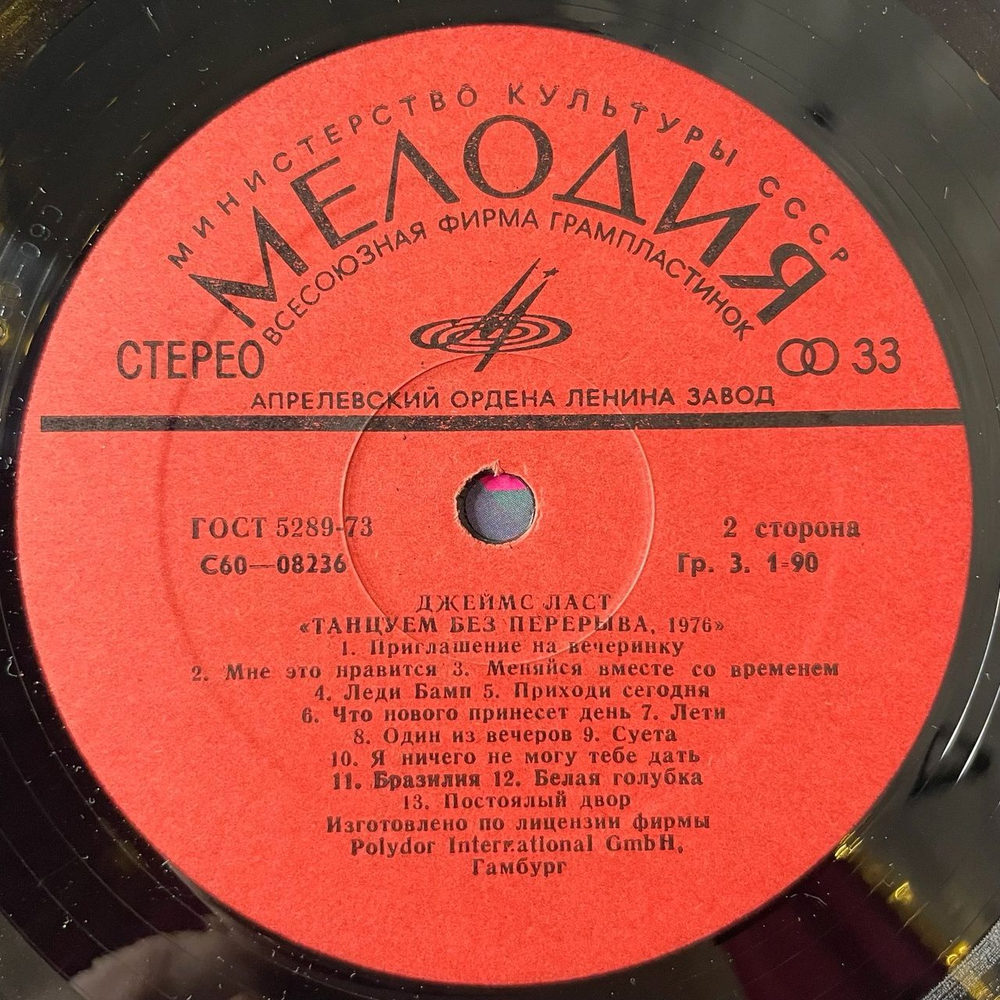 МИНИСТЕРСТВО КУЛЬТУРЫ СССР
МЕЛОДИЯ
ВСЕСОЮЗНАЯ ФИРМА ГРАМПЛАСТИНОК
СТЕРЕО
33
АПРЕЛЕВСКИЙ ОРДЕНА ЛЕНИНА ЗАВОД
ГОСТ 5289-73
2 сторона
С60—08236
Гр. 3. 1-90
ДЖЕЙМС ЛАСТ
«ТАНЦУЕМ БЕЗ ПЕРЕРЫВА, 1976»
1. Приглашение на вечеринку
2. Мне это нравится 3. Меняйся вместе со временем
4. Леди Бамп 5. Приходи сегодня
6. Что нового принесет день 7. Лети
8. Один из вечеров 9. Суета
10. Я ничего не могу тебе дать
11. Бразилия 12. Белая голубка
13. Постоялый двор
Изготовлено по лицензии фирмы
Polydor International GmbH,
Гамбург